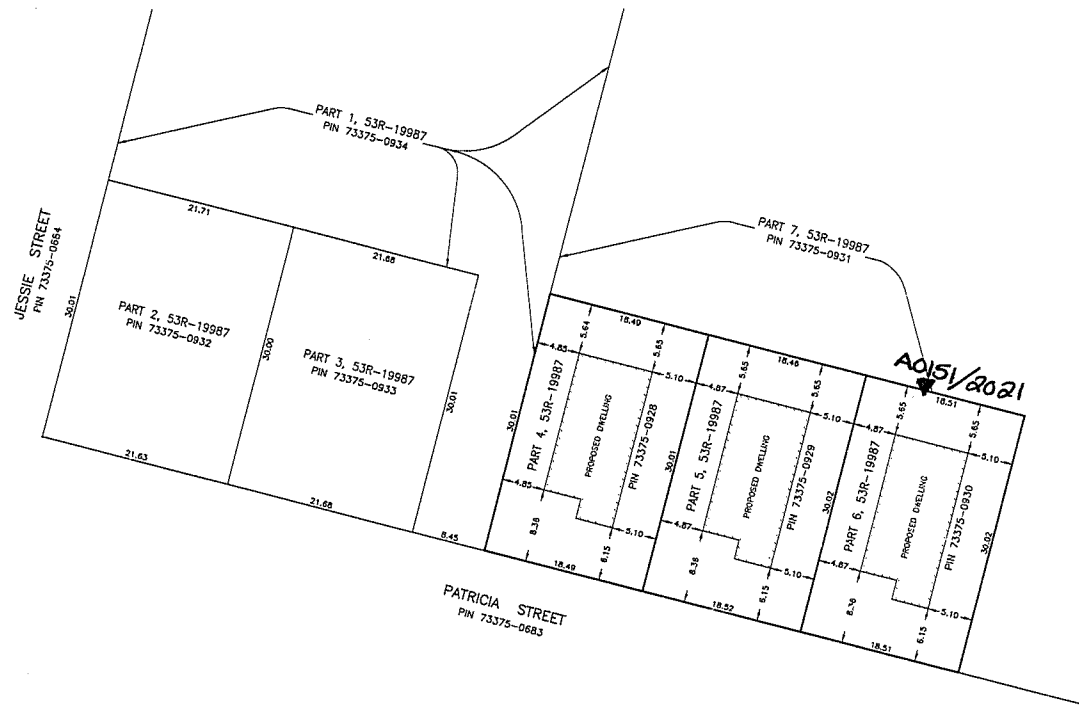 PART 1, 53R-19987
PIN 73375-0934
JESSIE STREET
PIN 73375-0664
21.71
21.68
30.01
PART 2, 53R-19987
PIN 73375-0932
30.00
PART 3, 53R-19987
PIN 73375-0933
30.01
21.63
21.68
8.45
PART 7, 53R-19987
PIN 73375-0931
A0151/2021
18.49
5.64
5.65
4.85
5.10
30.01
PART 4, 53R-19987
PROPOSED DWELLING
PIN 73375-0928
30.01
4.85
5.10
8.38
6.15
18.49
18.46
5.65
5.65
4.87
5.10
PART 5, 53R-19987
PROPOSED DWELLING
PIN 73375-0929
30.02
4.87
5.10
8.38
6.15
18.52
18.51
5.65
5.65
4.87
5.10
PART 6, 53R-19987
PROPOSED DWELLING
PIN 73375-0930
30.02
4.87
5.10
8.38
6.15
18.51
PATRICIA STREET
PIN 73375-0683